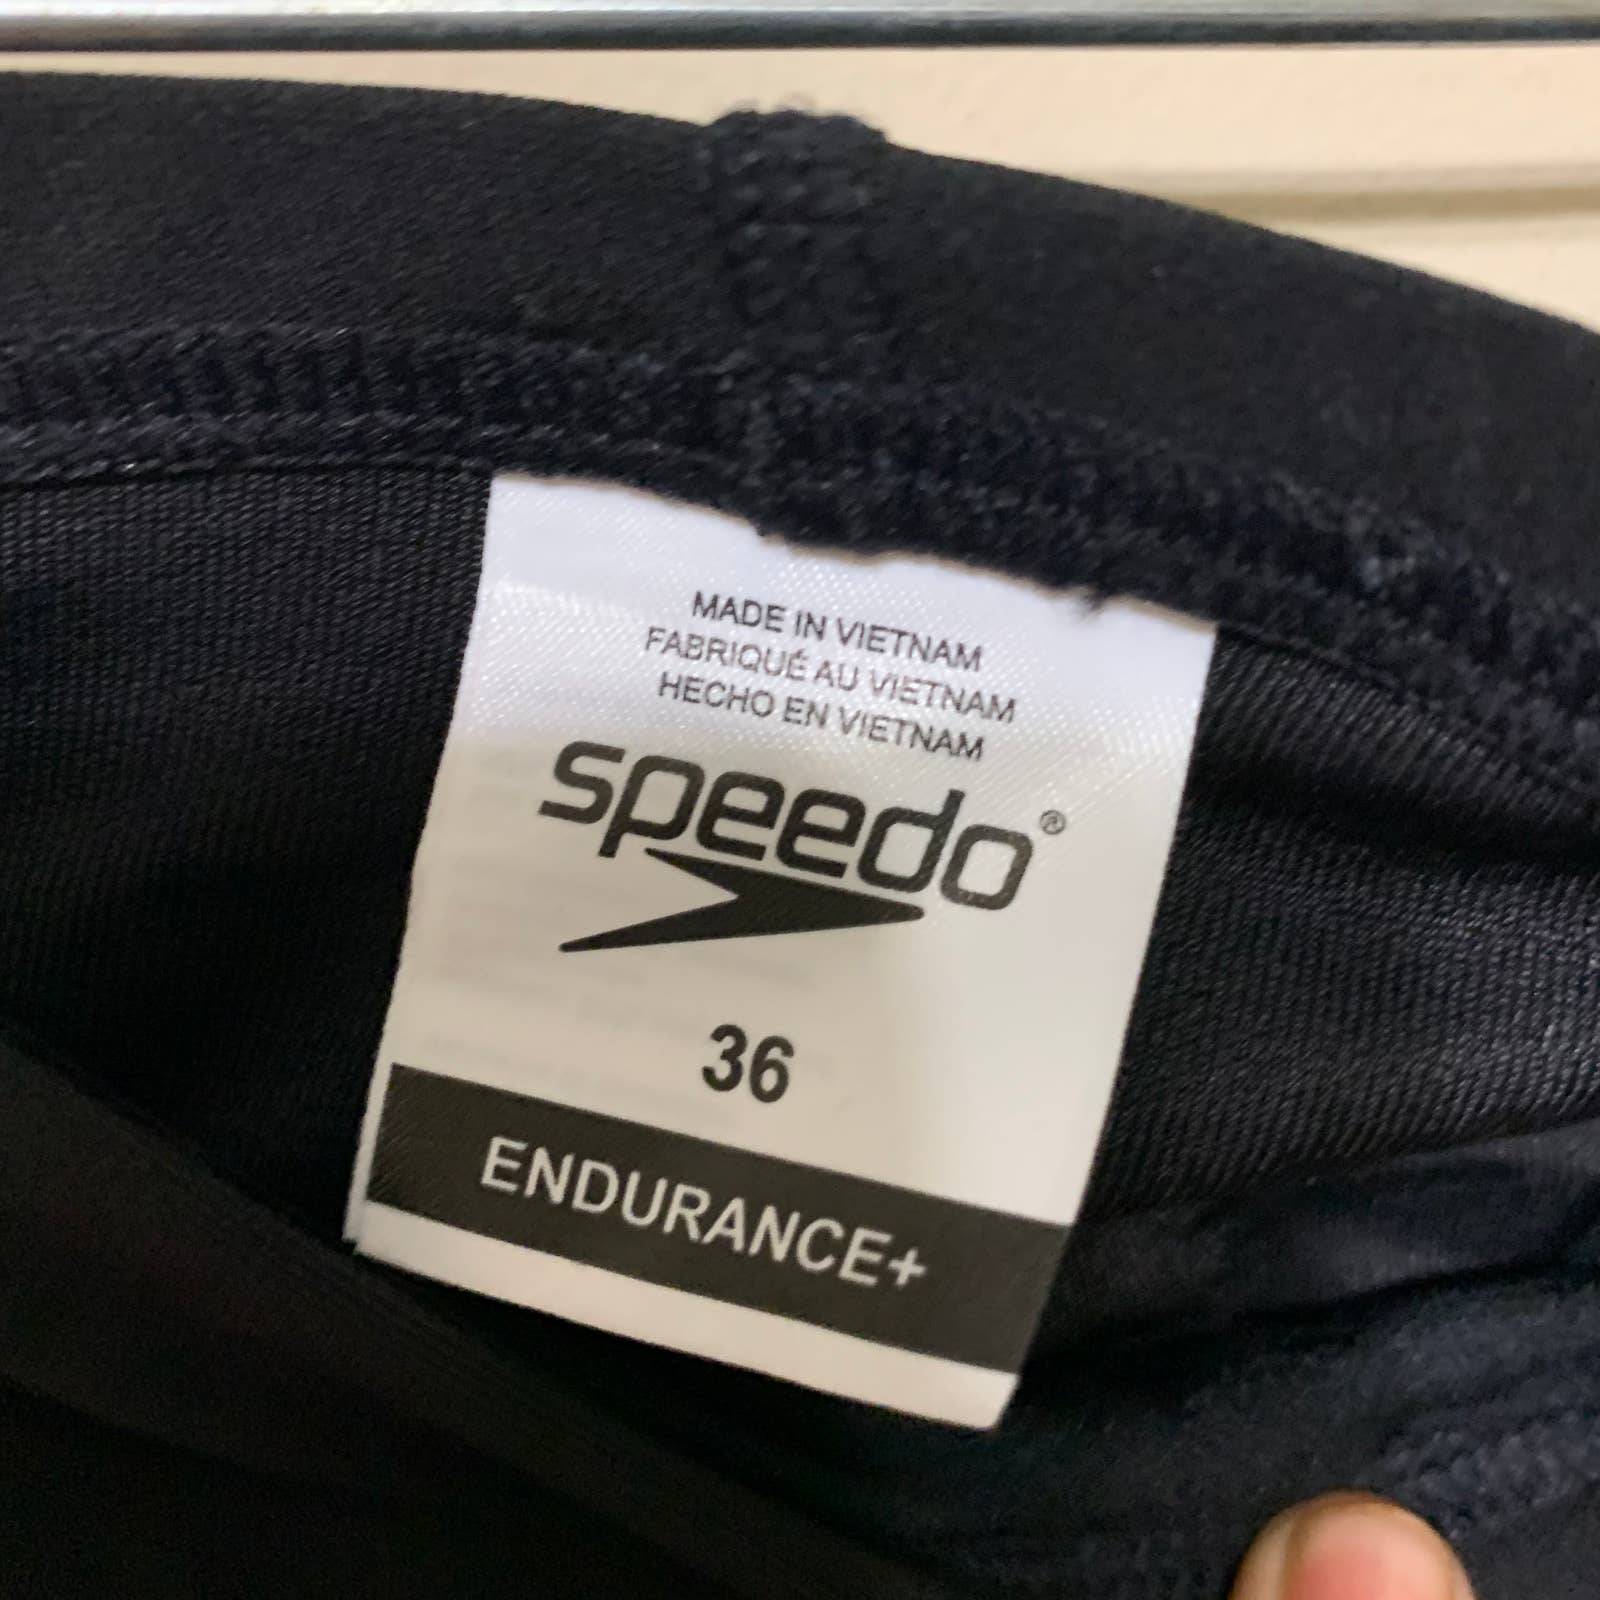 MADE IN VIETNAM
FABRIQUÉ AU VIETNAM
HECHO EN VIETNAM
speedo®
36
ENDURANCE+